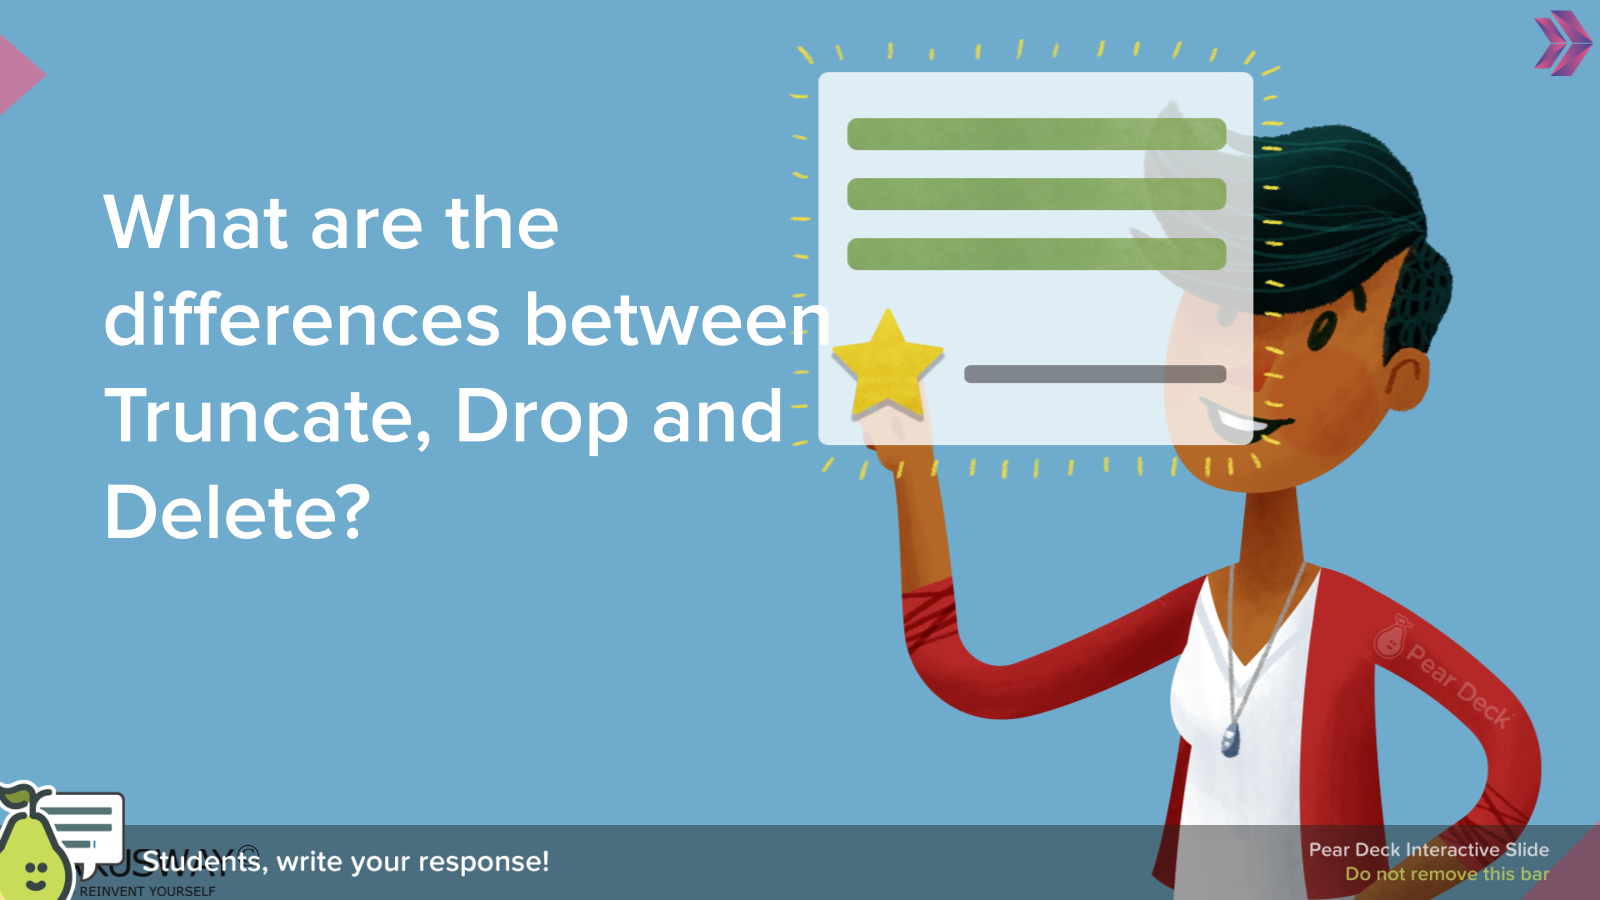 What are the
differences between
Truncate, Drop and
Delete?
Pear Deck
Students, write your response!
REINVENT YOURSELF
Pear Deck Interactive Slide
Do not remove this bar